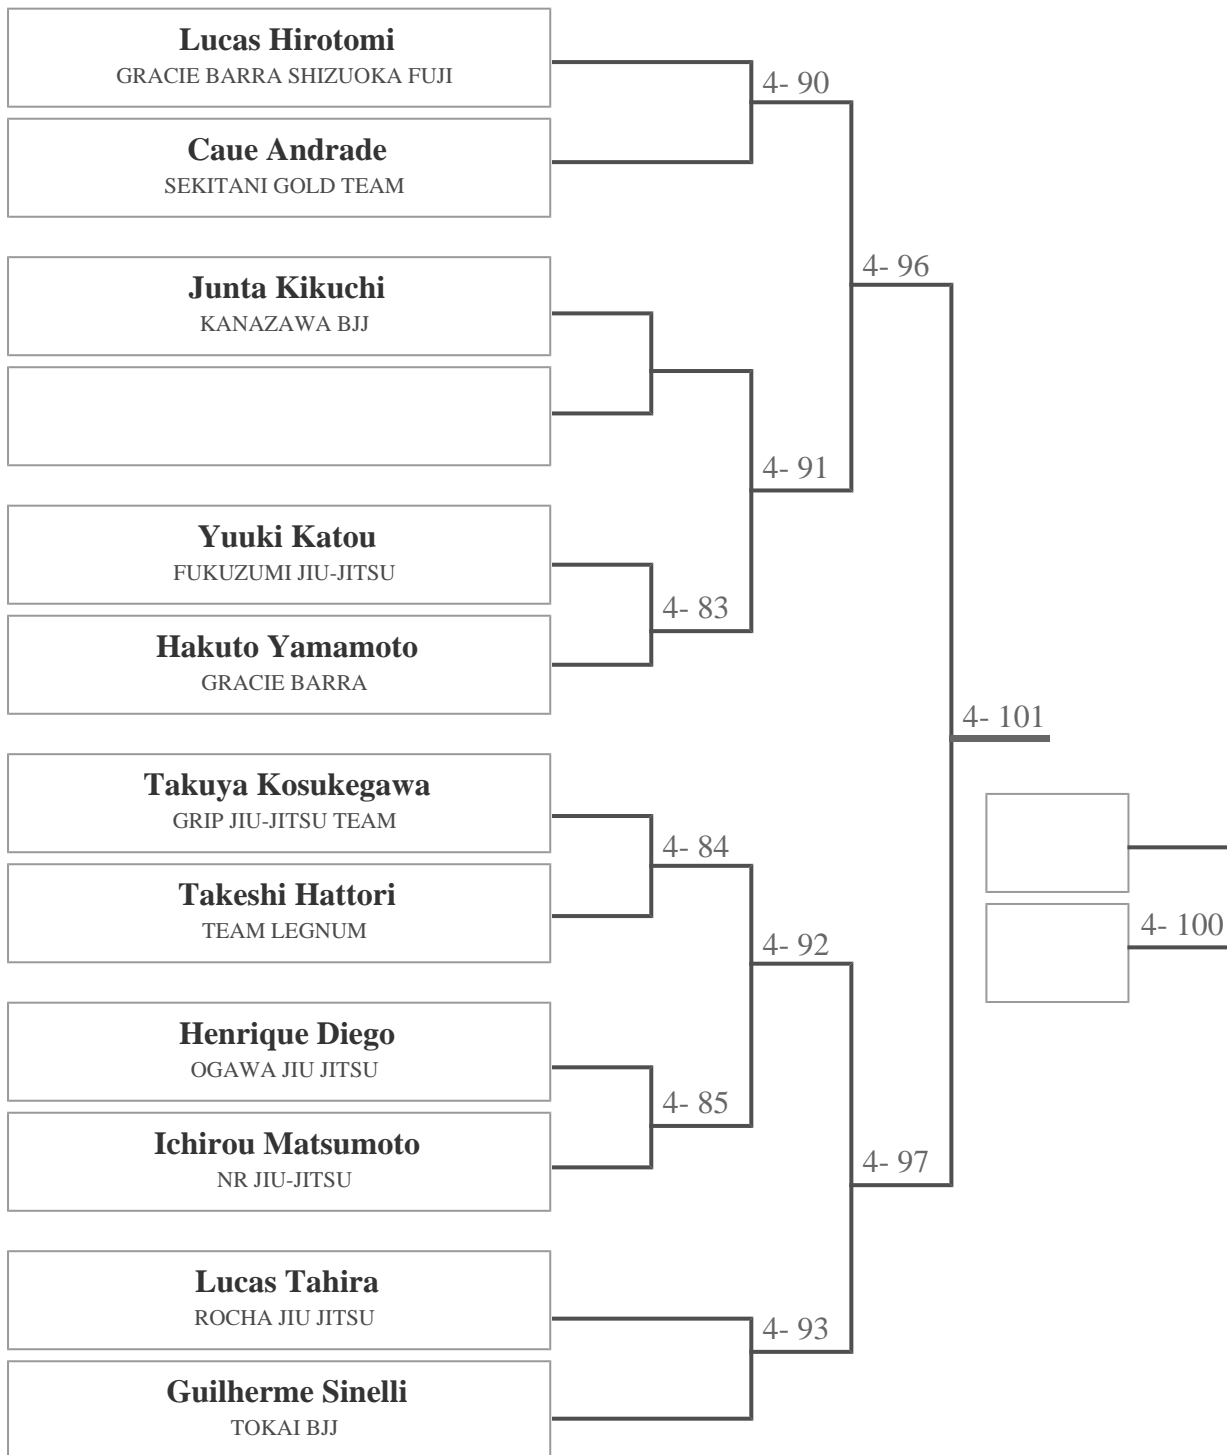 Lucas Hirotomi
GRACIE BARRA SHIZUOKA FUJI
4- 90
Caue Andrade
SEKITANI GOLD TEAM
4- 96
Junta Kikuchi
KANAZAWA BJJ
4- 91
Yuuki Katou
FUKUZUMI JIU-JITSU
4- 83
Hakuto Yamamoto
GRACIE BARRA
4- 101
Takuya Kosukegawa
GRIP JIU-JITSU TEAM
4- 84
Takeshi Hattori
TEAM LEGNUM
4- 100
4- 92
Henrique Diego
OGAWA JIU JITSU
4- 85
Ichirou Matsumoto
NR JIU-JITSU
4- 97
Lucas Tahira
ROCHA JIU JITSU
4- 93
Guilherme Sinelli
TOKAI BJJ